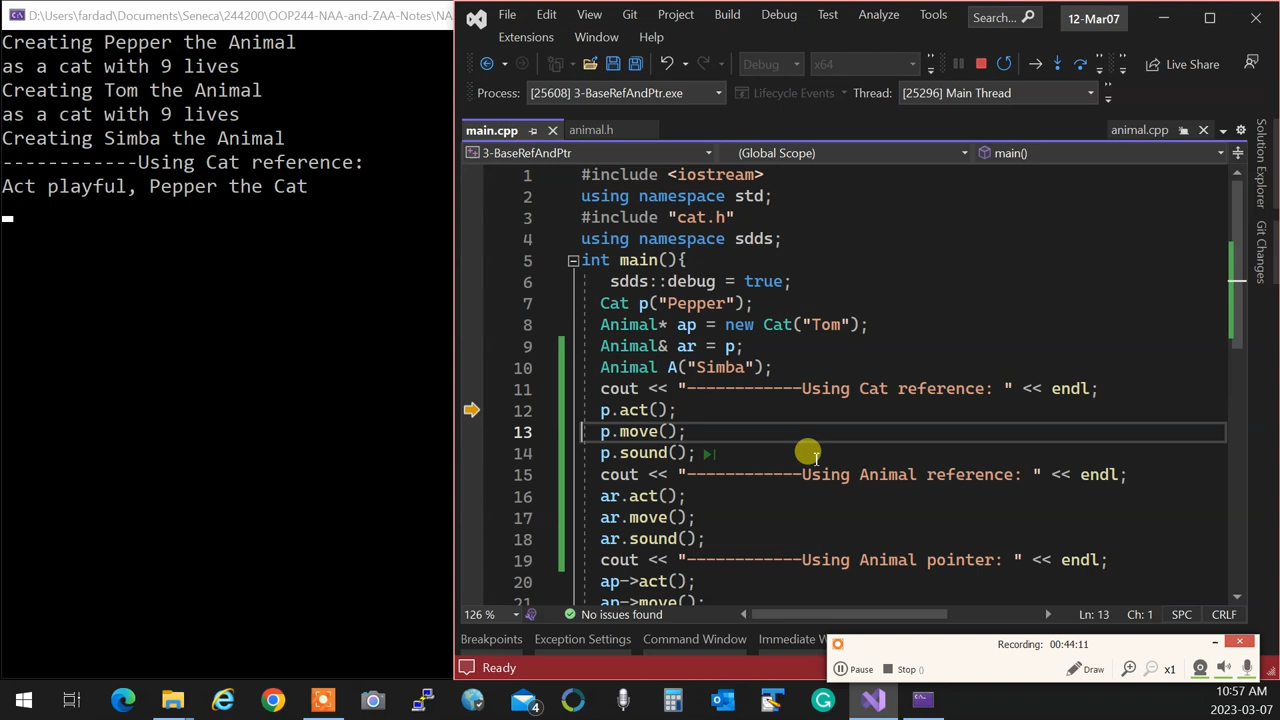 D:\Users\fardad\Documents\Seneca\244200\OOP244-NAA-and-ZAA-Notes\NA
Creating Pepper the Animal
as a cat with 9 lives
Creating Tom the Animal
as a cat with 9 lives
Creating Simba the Animal
------------Using Cat reference:
Act playful, Pepper the Cat
File Edit View Git Project Build Debug Test Analyze Tools Search... 12-Mar07
Extensions Window Help
Debug x64 Live Share
Process: [25608] 3-BaseRefAndPtr.exe Lifecycle Events Thread: [25296] Main Thread
main.cpp animal.h animal.cpp
3-BaseRefAndPtr (Global Scope) main()
1 #include <iostream>
2 using namespace std;
3 #include "cat.h"
4 using namespace sdds;
5 int main(){
6 sdds::debug = true;
7 Cat p("Pepper");
8 Animal* ap = new Cat("Tom");
9 Animal& ar = p;
10 Animal A("Simba");
11 cout << "------------Using Cat reference: " << endl;
12 p.act();
13 p.move();
14 p.sound();
15 cout << "------------Using Animal reference: " << endl;
16 ar.act();
17 ar.move();
18 ar.sound();
19 cout << "------------Using Animal pointer: " << endl;
20 ap->act();
21 ap->move();
Solution Explorer
Git Changes
126 % No issues found Ln: 13 Ch: 1 SPC CRLF
Breakpoints Exception Settings Command Window Immediate W
Recording: 00:44:11
Ready
Pause Stop () Draw x1
4
10:57 AM
2023-03-07